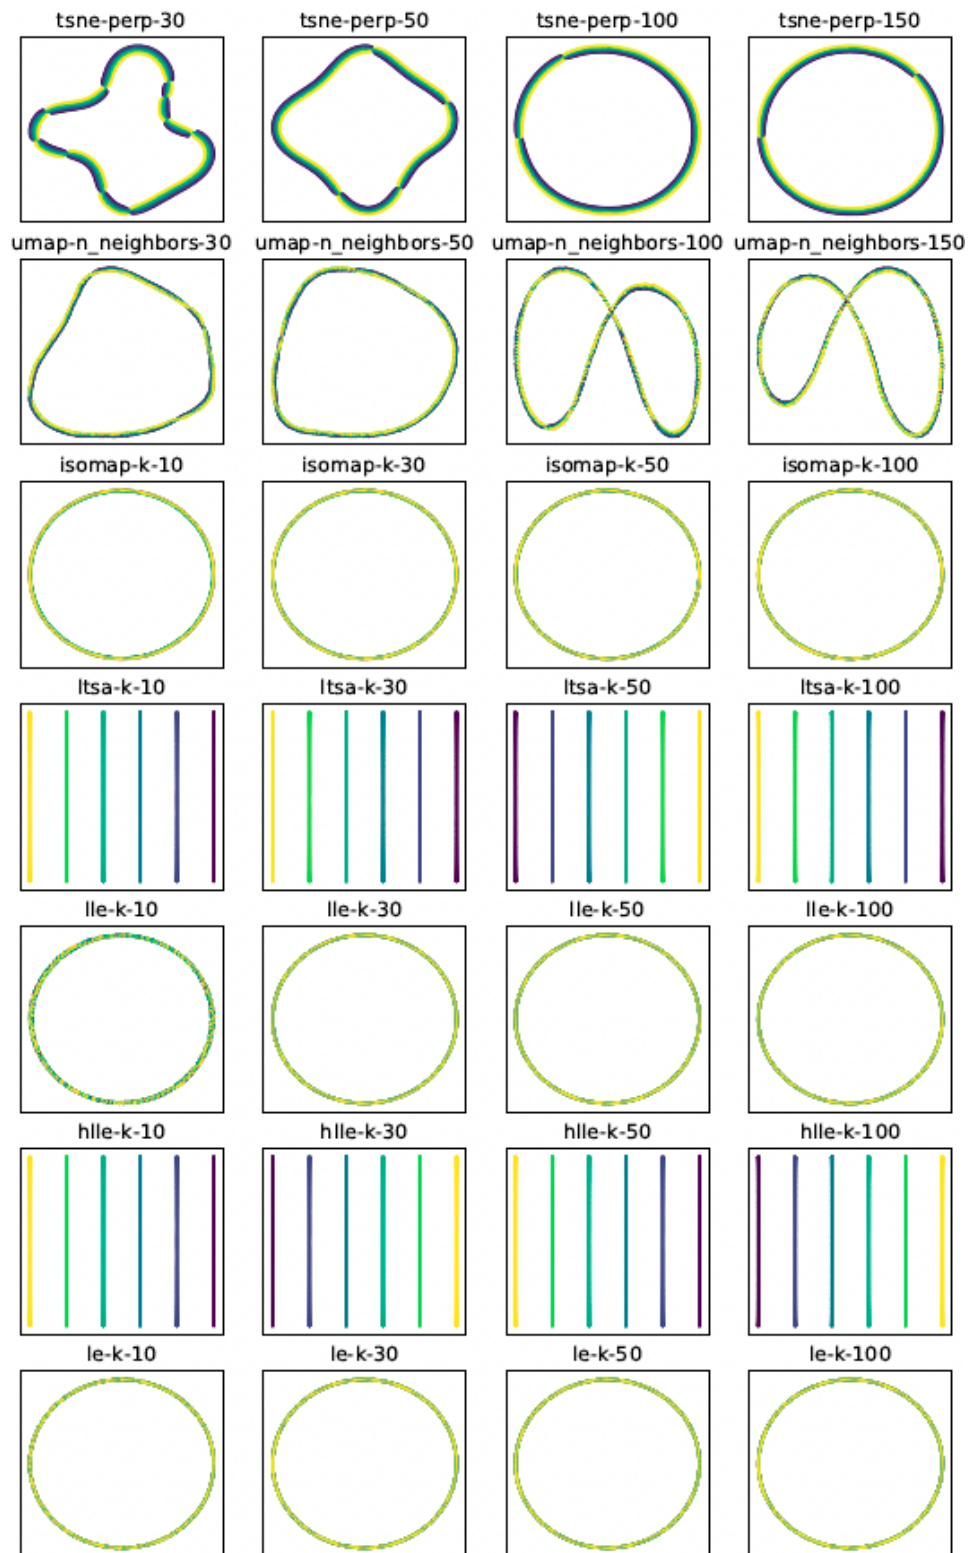 tsne-perp-30 tsne-perp-50 tsne-perp-100 tsne-perp-150
umap-n_neighbors-30 umap-n_neighbors-50 umap-n_neighbors-100 umap-n_neighbors-150
isomap-k-10 isomap-k-30 isomap-k-50 isomap-k-100
ltsa-k-10 ltsa-k-30 ltsa-k-50 ltsa-k-100
lle-k-10 lle-k-30 lle-k-50 lle-k-100
hlle-k-10 hlle-k-30 hlle-k-50 hlle-k-100
le-k-10 le-k-30 le-k-50 le-k-100